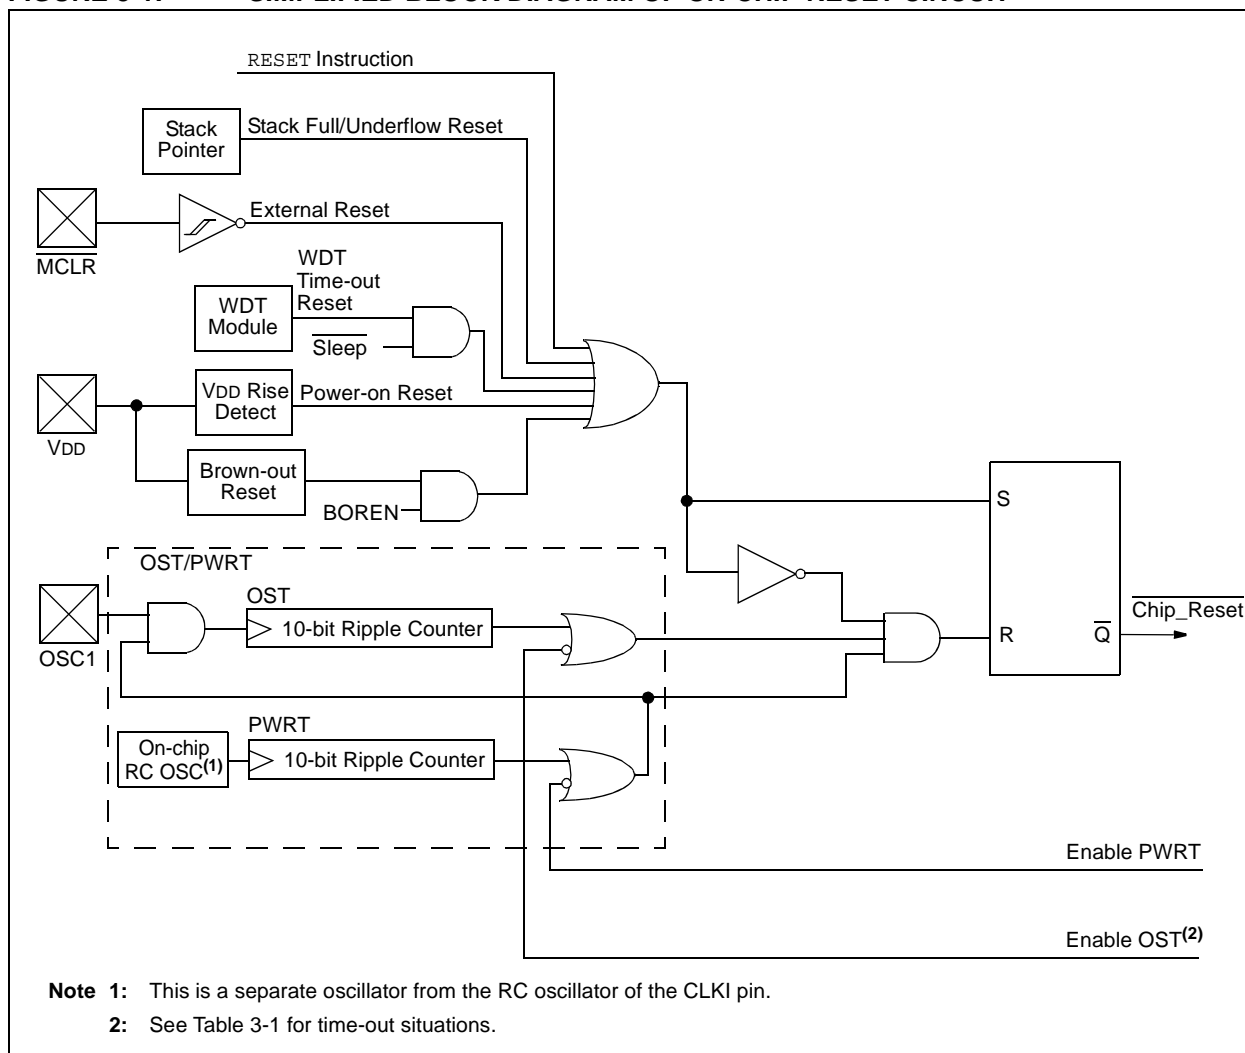 RESET Instruction
Stack
Pointer
Stack Full/Underflow Reset
External Reset
MCLR
WDT
Time-out
Reset
WDT
Module
Sleep
VDD Rise
Detect
Power-on Reset
VDD
Brown-out
Reset
BOREN
S
OST/PWRT
OST
10-bit Ripple Counter
OSC1
Chip_Reset
R
Q
PWRT
On-chip
RC OSC(1)
10-bit Ripple Counter
Enable PWRT
Enable OST(2)
Note 1: This is a separate oscillator from the RC oscillator of the CLKI pin.
2: See Table 3-1 for time-out situations.